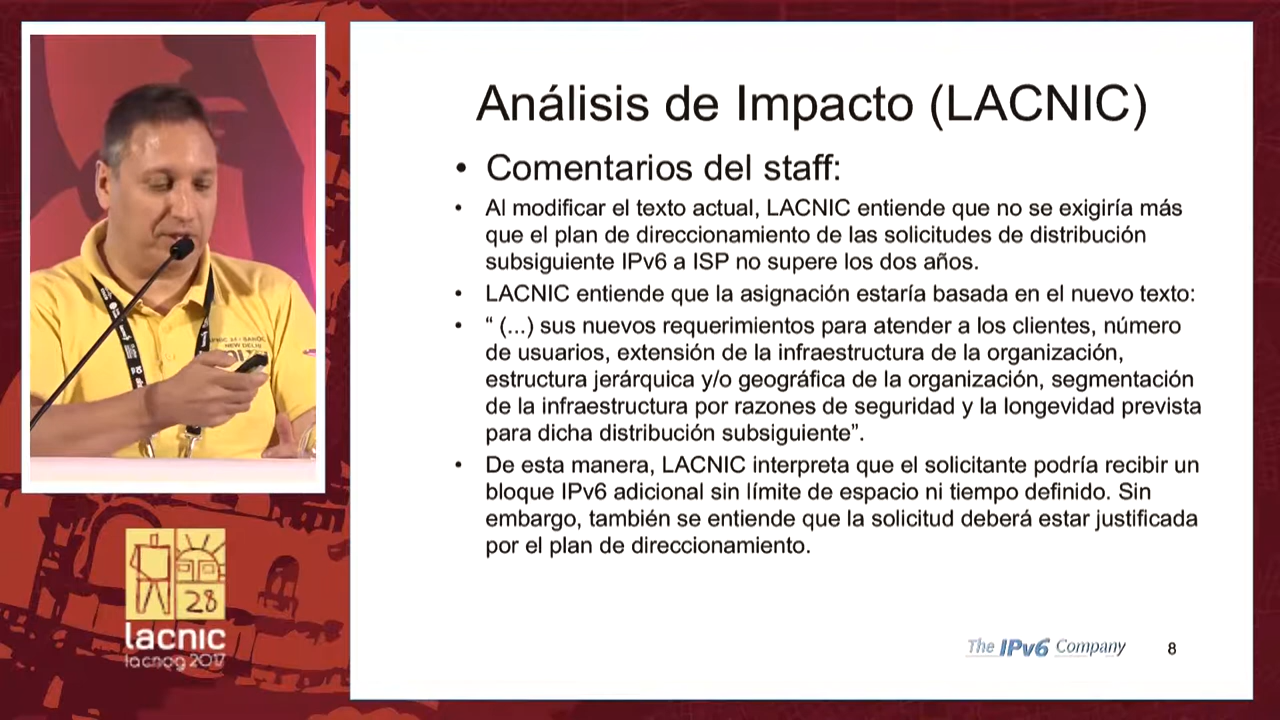 Análisis de Impacto (LACNIC)
• Comentarios del staff:
• Al modificar el texto actual, LACNIC entiende que no se exigiría más
que el plan de direccionamiento de las solicitudes de distribución
subsiguiente IPv6 a ISP no supere los dos años.
• LACNIC entiende que la asignación estaría basada en el nuevo texto:
• “ (...) sus nuevos requerimientos para atender a los clientes, número
de usuarios, extensión de la infraestructura de la organización,
estructura jerárquica y/o geográfica de la organización, segmentación
de la infraestructura por razones de seguridad y la longevidad prevista
para dicha distribución subsiguiente”.
• De esta manera, LACNIC interpreta que el solicitante podría recibir un
bloque IPv6 adicional sin límite de espacio ni tiempo definido. Sin
embargo, también se entiende que la solicitud deberá estar justificada
por el plan de direccionamiento.
The IPv6 Company
8
NEW DELHI
28
lacnic
lacnog 2017